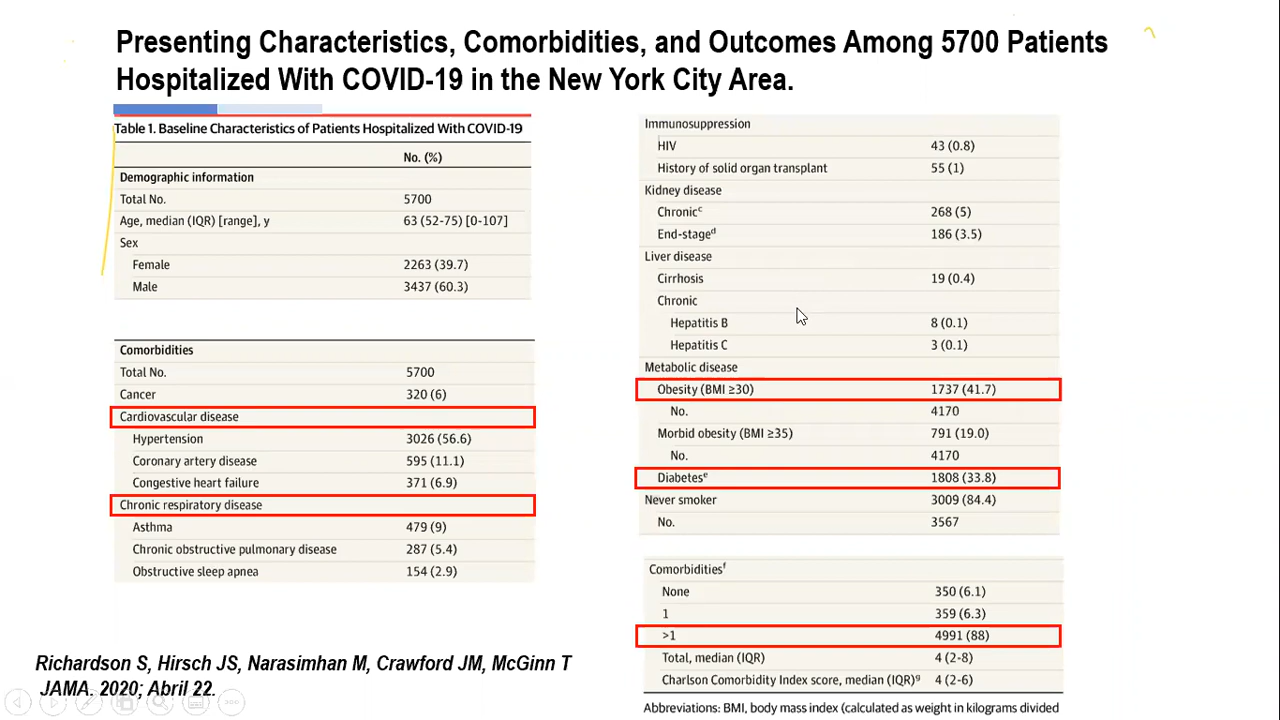 Presenting Characteristics, Comorbidities, and Outcomes Among 5700 Patients
Hospitalized With COVID-19 in the New York City Area.
Table 1. Baseline Characteristics of Patients Hospitalized With COVID-19
No. (%)
Demographic information
Total No. 5700
Age, median (IQR) [range], y 63 (52-75) [0-107]
Sex
Female 2263 (39.7)
Male 3437 (60.3)
Comorbidities
Total No. 5700
Cancer 320 (6)
Cardiovascular disease
Hypertension 3026 (56.6)
Coronary artery disease 595 (11.1)
Congestive heart failure 371 (6.9)
Chronic respiratory disease
Asthma 479 (9)
Chronic obstructive pulmonary disease 287 (5.4)
Obstructive sleep apnea 154 (2.9)
Immunosuppression
HIV 43 (0.8)
History of solid organ transplant 55 (1)
Kidney disease
Chronicᶜ 268 (5)
End-stageᵈ 186 (3.5)
Liver disease
Cirrhosis 19 (0.4)
Chronic
Hepatitis B 8 (0.1)
Hepatitis C 3 (0.1)
Metabolic disease
Obesity (BMI ≥30) 1737 (41.7)
No. 4170
Morbid obesity (BMI ≥35) 791 (19.0)
No. 4170
Diabetesᵉ 1808 (33.8)
Never smoker 3009 (84.4)
No. 3567
Comorbiditiesᶠ
None 350 (6.1)
1 359 (6.3)
>1 4991 (88)
Total, median (IQR) 4 (2-8)
Charlson Comorbidity Index score, median (IQR)ᵍ 4 (2-6)
Abbreviations: BMI, body mass index (calculated as weight in kilograms divided
Richardson S, Hirsch JS, Narasimhan M, Crawford JM, McGinn T
JAMA. 2020; Abril 22.